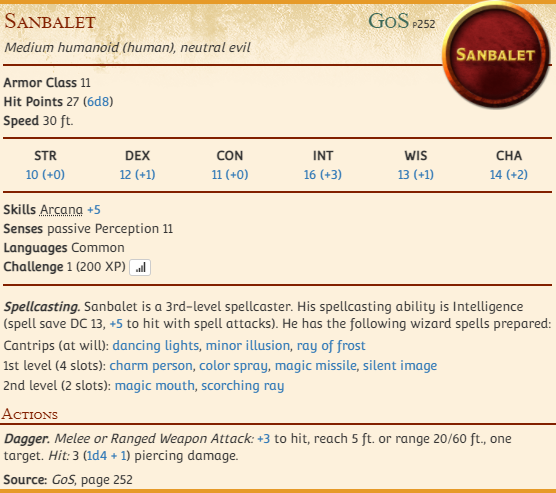 Sanbalet GoS p252
SANBALET
Medium humanoid (human), neutral evil
Armor Class 11
Hit Points 27 (6d8)
Speed 30 ft.
STR DEX CON INT WIS CHA
10 (+0) 12 (+1) 11 (+0) 16 (+3) 13 (+1) 14 (+2)
Skills Arcana +5
Senses passive Perception 11
Languages Common
Challenge 1 (200 XP)
Spellcasting. Sanbalet is a 3rd-level spellcaster. His spellcasting ability is Intelligence
(spell save DC 13, +5 to hit with spell attacks). He has the following wizard spells prepared:
Cantrips (at will): dancing lights, minor illusion, ray of frost
1st level (4 slots): charm person, color spray, magic missile, silent image
2nd level (2 slots): magic mouth, scorching ray
Actions
Dagger. Melee or Ranged Weapon Attack: +3 to hit, reach 5 ft. or range 20/60 ft., one
target. Hit: 3 (1d4 + 1) piercing damage.
Source: GoS, page 252